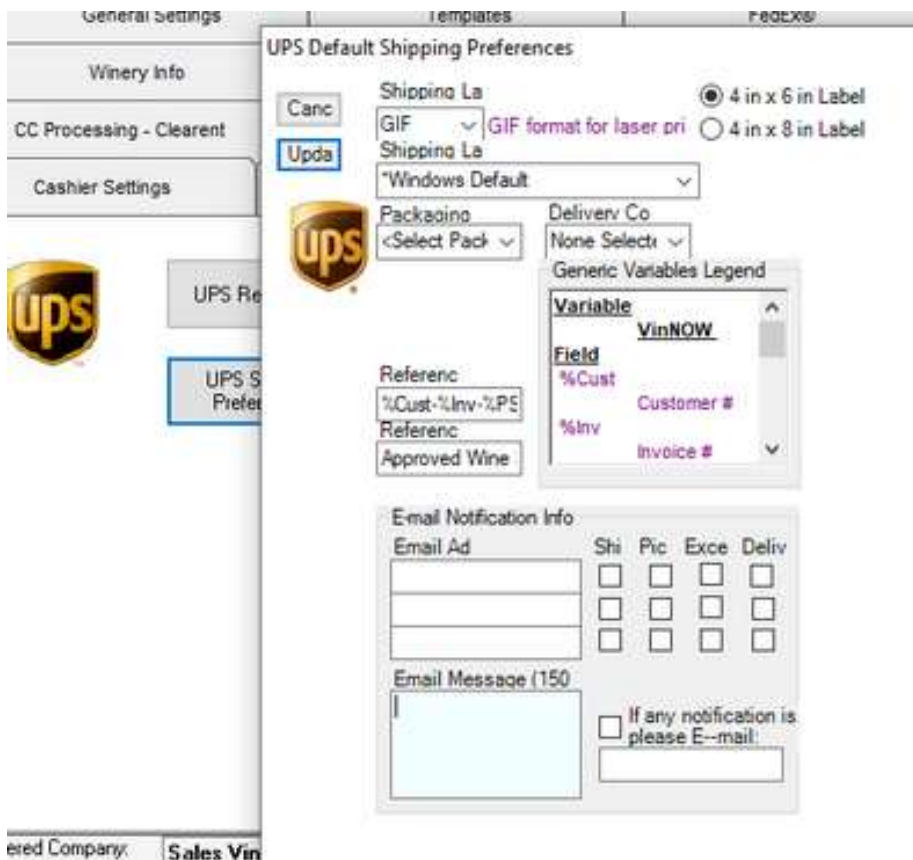 General Settings
Templates
FedEx®
UPS Default Shipping Preferences
Winery Info
CC Processing - Clearent
Cashier Settings
Canc
Upda
Shipping La
GIF
GIF format for laser pri
4 in x 6 in Label
4 in x 8 in Label
Shipping La
*Windows Default
Packaging
<Select Pack
Delivery Co
None Selecte
ups
ups
UPS Re
UPS S
Prefer
Generic Variables Legend
Variable
VinNOW
Field
%Cust
Customer #
%Inv
Invoice #
Referenc
%Cust-%Inv-%PS
Referenc
Approved Wine
E-mail Notification Info
Email Ad
Shi
Pic
Exce
Deliv
Email Message (150
If any notification is
please E--mail:
ered Company:
Sales Vin